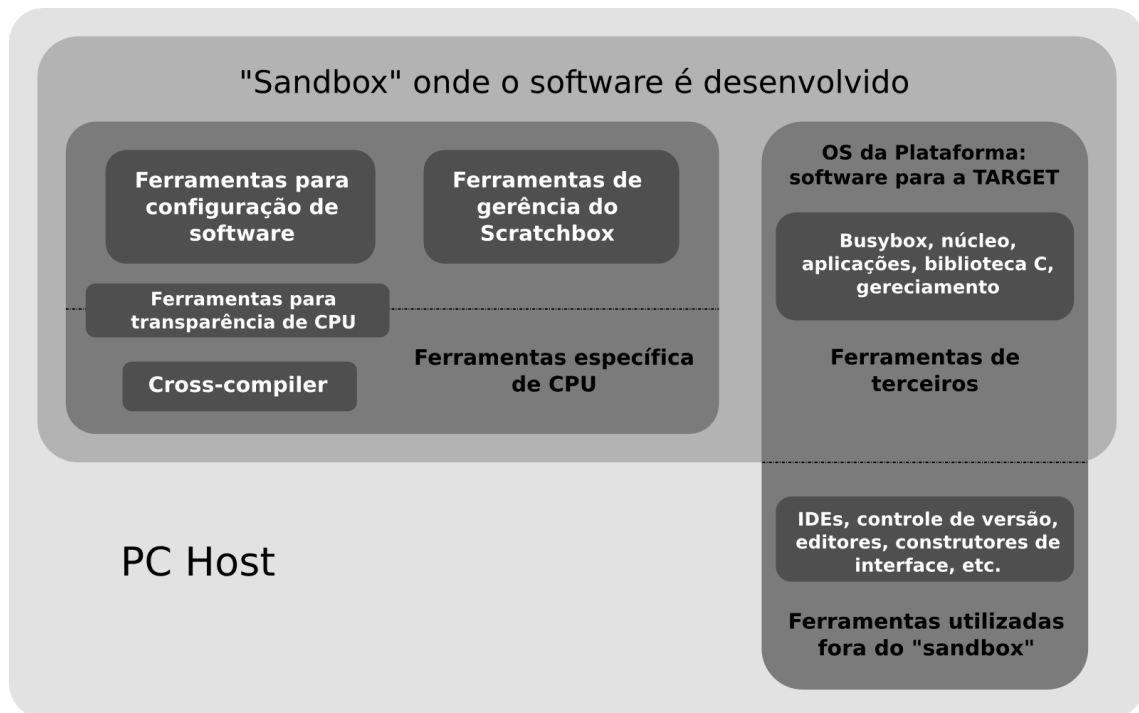 "Sandbox" onde o software é desenvolvido
Ferramentas para
configuração de
software
Ferramentas de
gerência do
Scratchbox
Ferramentas para
transparência de CPU
Cross-compiler
Ferramentas específica
de CPU
OS da Plataforma:
software para a TARGET
Busybox, núcleo,
aplicações, biblioteca C,
gereciamento
Ferramentas de
terceiros
PC Host
IDEs, controle de versão,
editores, construtores de
interface, etc.
Ferramentas utilizadas
fora do "sandbox"